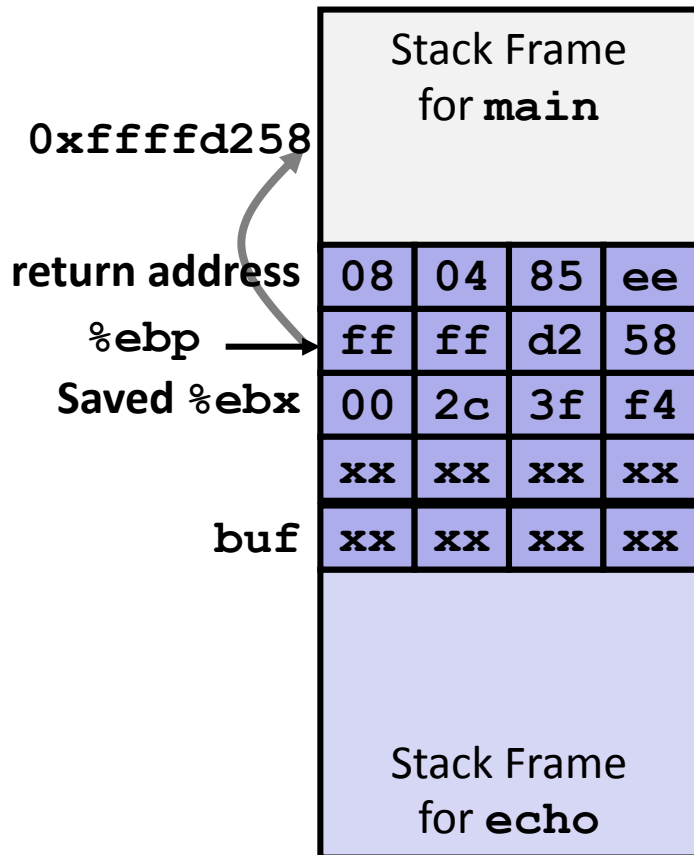 Stack Frame
for main
0xffffd258
return address 08 04 85 ee
%ebp ff ff d2 58
Saved %ebx 00 2c 3f f4
xx xx xx xx
buf xx xx xx xx
Stack Frame
for echo